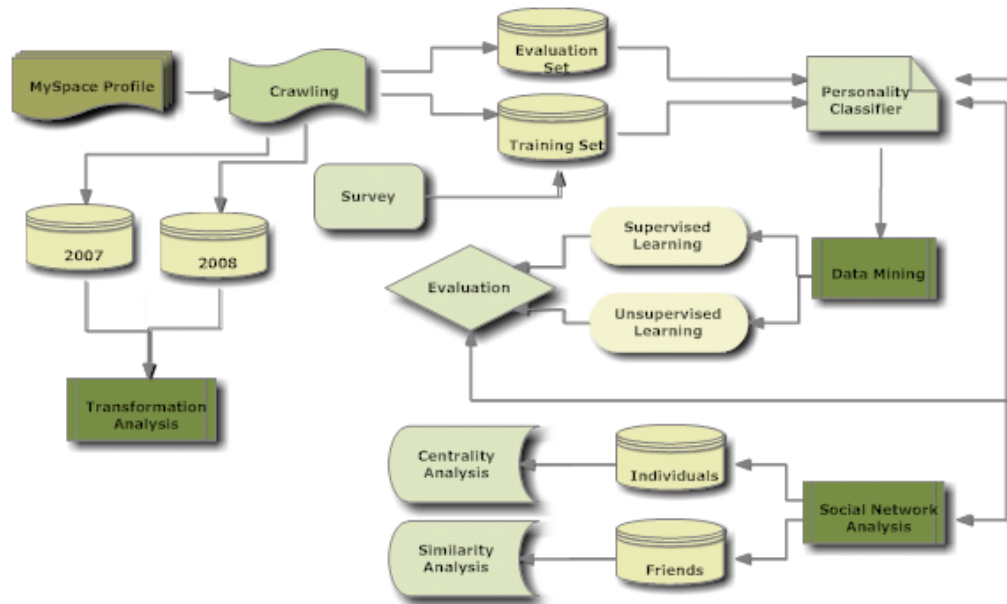 MySpace Profile
Crawling
Evaluation
Set
Training Set
Personality
Classifier
Survey
2007
2008
Supervised
Learning
Evaluation
Data Mining
Unsupervised
Learning
Transformation
Analysis
Centrality
Analysis
Individuals
Social Network
Analysis
Similarity
Analysis
Friends